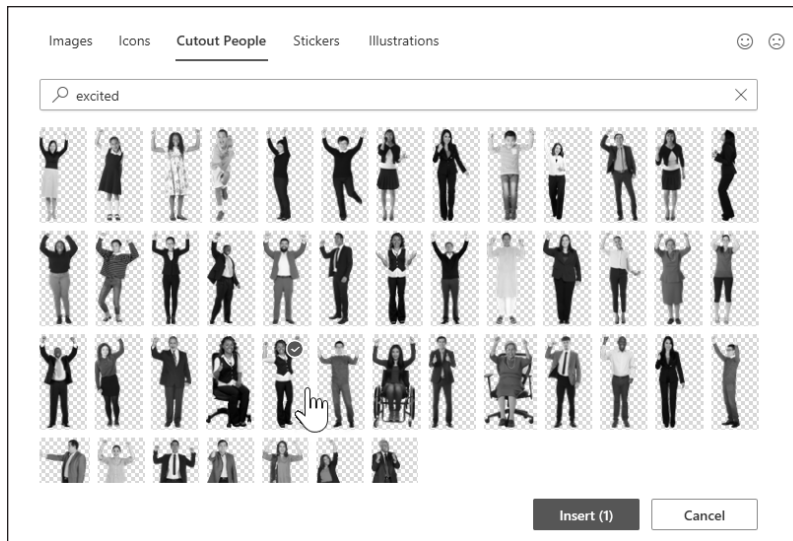 Images Icons Cutout People Stickers Illustrations
excited
Insert (1) Cancel